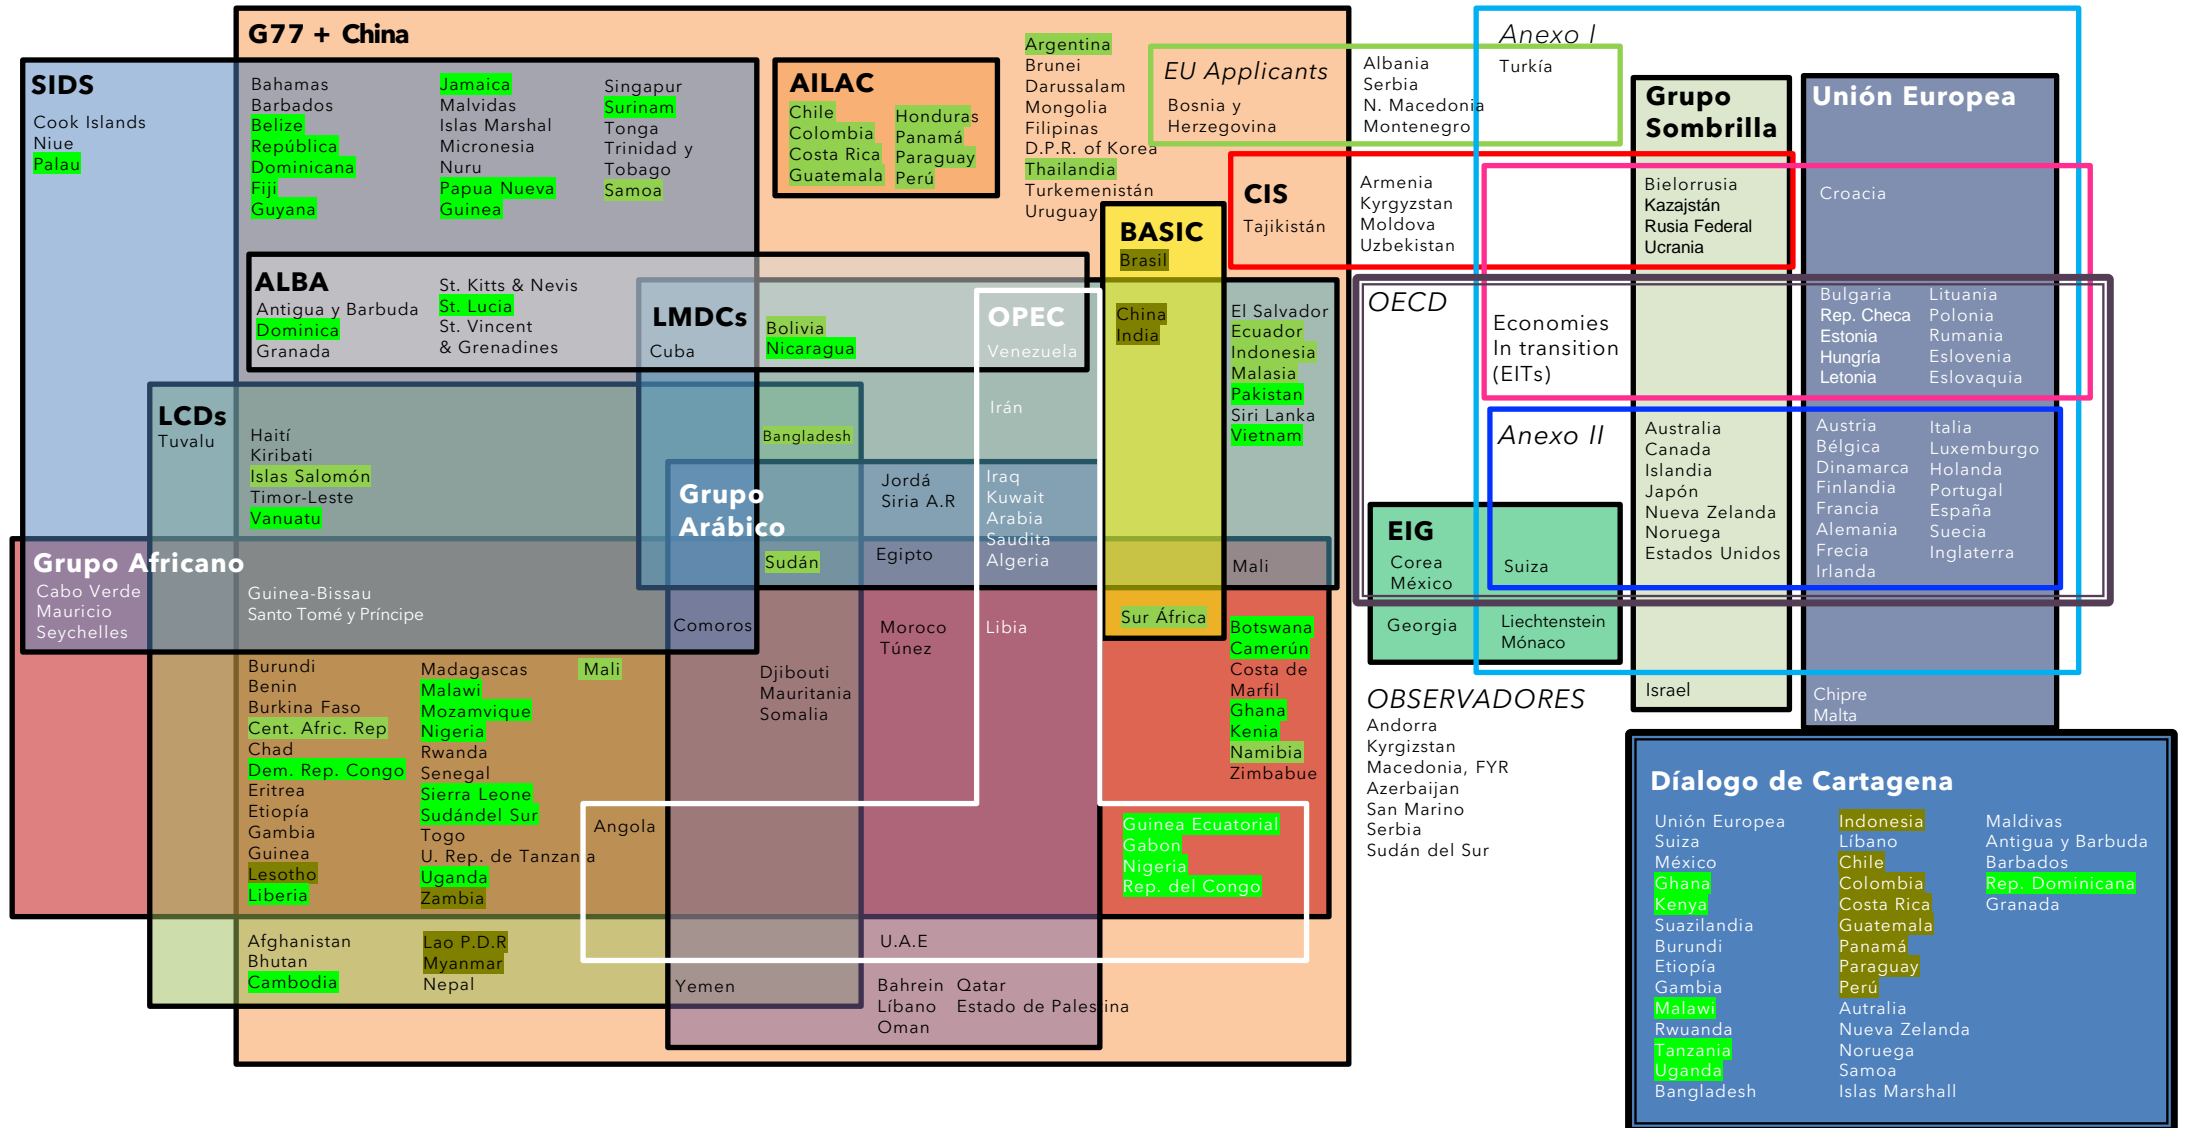 G77 + China
SIDS
Cook Islands
Niue
Palau
Bahamas
Barbados
Belize
República
Dominicana
Fiji
Guyana
Jamaica
Malvidas
Islas Marshal
Micronesia
Nuru
Papua Nueva
Guinea
Singapur
Surinam
Tonga
Trinidad y
Tobago
Samoa
AILAC
Chile
Colombia
Costa Rica
Guatemala
Honduras
Panamá
Paraguay
Perú
Argentina
Brunei
Darussalam
Mongolia
Filipinas
D.P.R. of Korea
Thailandia
Turkemenistán
Uruguay
EU Applicants
Bosnia y
Herzegovina
Albania
Serbia
N. Macedonia
Montenegro
Anexo I
Turkía
Grupo
Sombrilla
Unión Europea
CIS
Tajikistán
Armenia
Kyrgyzstan
Moldova
Uzbekistan
Bielorrusia
Kazajstán
Rusia Federal
Ucrania
Croacia
BASIC
Brasil
China
India
ALBA
Antigua y Barbuda
Dominica
Granada
St. Kitts & Nevis
St. Lucia
St. Vincent
& Grenadines
LMDCs
Cuba
Bolivia
Nicaragua
OPEC
Venezuela
Irán
El Salvador
Ecuador
Indonesia
Malasia
Pakistan
Siri Lanka
Vietnam
OECD
Economies
In transition
(EITs)
Bulgaria
Rep. Checa
Estonia
Hungría
Letonia
Lituania
Polonia
Rumania
Eslovenia
Eslovaquia
LCDs
Tuvalu
Haití
Kiribati
Islas Salomón
Timor-Leste
Vanuatu
Bangladesh
Grupo
Arábico
Jordá
Siria A.R
Iraq
Kuwait
Arabia
Saudita
Algeria
Sudán
Egipto
Mali
Anexo II
Australia
Canada
Islandia
Japón
Nueva Zelanda
Noruega
Estados Unidos
Austria
Bélgica
Dinamarca
Finlandia
Francia
Alemania
Frecia
Irlanda
Italia
Luxemburgo
Holanda
Portugal
España
Suecia
Inglaterra
EIG
Corea
México
Suiza
Georgia
Liechtenstein
Mónaco
Grupo Africano
Cabo Verde
Mauricio
Seychelles
Guinea-Bissau
Santo Tomé y Príncipe
Comoros
Moroco
Túnez
Libia
Sur África
Botswana
Camerún
Costa de
Marfil
Ghana
Kenia
Namibia
Zimbabue
Burundi
Benin
Burkina Faso
Cent. Afric. Rep
Chad
Dem. Rep. Congo
Eritrea
Etiopía
Gambia
Guinea
Lesotho
Liberia
Madagascas
Malawi
Mozamvique
Nigeria
Rwanda
Senegal
Sierra Leone
Sudándel Sur
Togo
U. Rep. de Tanzania
Uganda
Zambia
Mali
Djibouti
Mauritania
Somalia
Angola
Guinea Ecuatorial
Gabon
Nigeria
Rep. del Congo
Afghanistan
Bhutan
Cambodia
Lao P.D.R
Myanmar
Nepal
Yemen
U.A.E
Bahrein
Líbano
Oman
Qatar
Estado de Palestina
OBSERVADORES
Andorra
Kyrgizstan
Macedonia, FYR
Azerbaijan
San Marino
Serbia
Sudán del Sur
Israel
Chipre
Malta
Díalogo de Cartagena
Unión Europea
Suiza
México
Ghana
Kenya
Suazilandia
Burundi
Etiopía
Gambia
Malawi
Rwuanda
Tanzania
Uganda
Bangladesh
Indonesia
Líbano
Chile
Colombia
Costa Rica
Guatemala
Panamá
Paraguay
Perú
Autralia
Nueva Zelanda
Noruega
Samoa
Islas Marshall
Maldivas
Antigua y Barbuda
Barbados
Rep. Dominicana
Granada